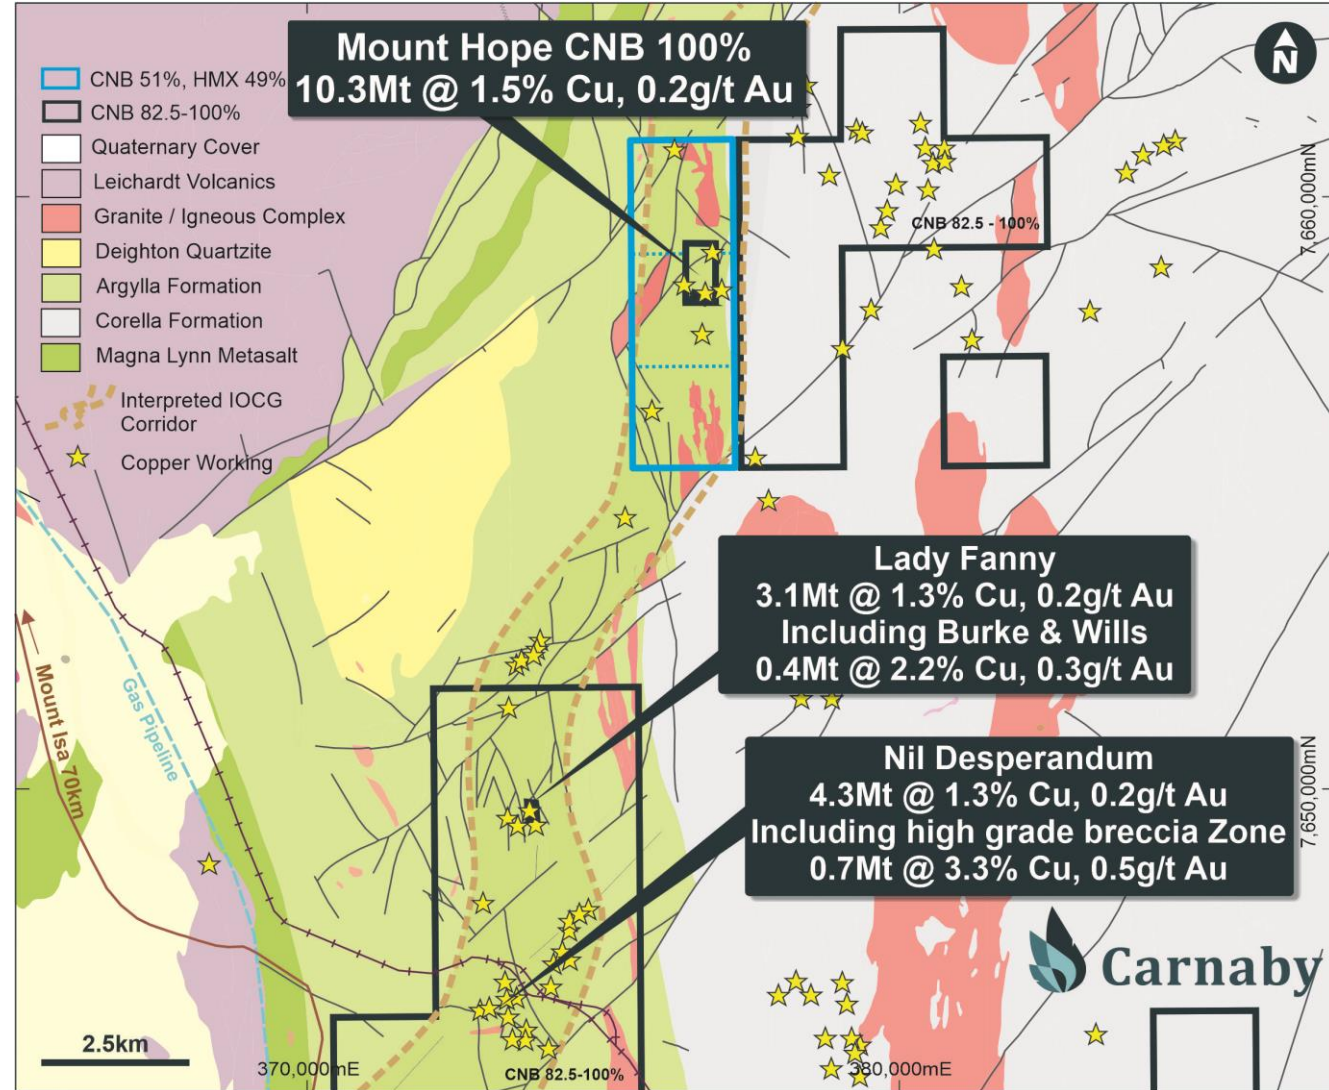 Mount Hope CNB 100%
10.3Mt @ 1.5% Cu, 0.2g/t Au
N
CNB 51%, HMX 49%
CNB 82.5-100%
Quaternary Cover
Leichardt Volcanics
Granite / Igneous Complex
Deighton Quartzite
Argylla Formation
Corella Formation
Magna Lynn Metasalt
Interpreted IOCG
Corridor
Copper Working
CNB 82.5 - 100%
7,660,000mN
Lady Fanny
3.1Mt @ 1.3% Cu, 0.2g/t Au
Including Burke & Wills
0.4Mt @ 2.2% Cu, 0.3g/t Au
Mount Isa 70km
Gas Pipeline
Nil Desperandum
4.3Mt @ 1.3% Cu, 0.2g/t Au
Including high grade breccia Zone
0.7Mt @ 3.3% Cu, 0.5g/t Au
7,650,000mN
Carnaby
2.5km
370,000mE
CNB 82.5-100%
380,000mE